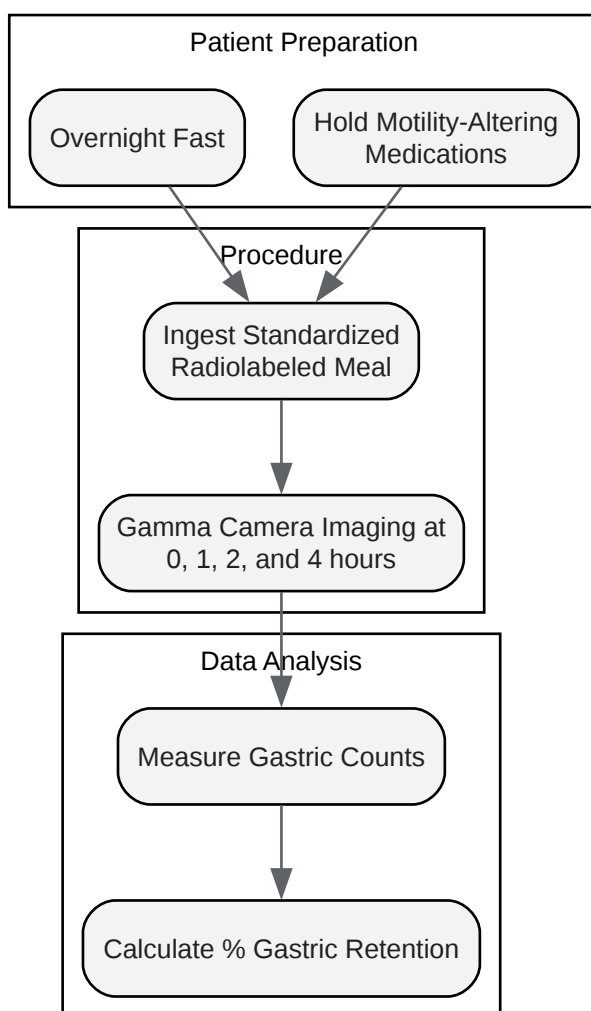 Patient Preparation
Overnight Fast
Hold Motility-Altering
Medications
Procedure
Ingest Standardized
Radiolabeled Meal
Gamma Camera Imaging at
0, 1, 2, and 4 hours
Data Analysis
Measure Gastric Counts
Calculate % Gastric Retention